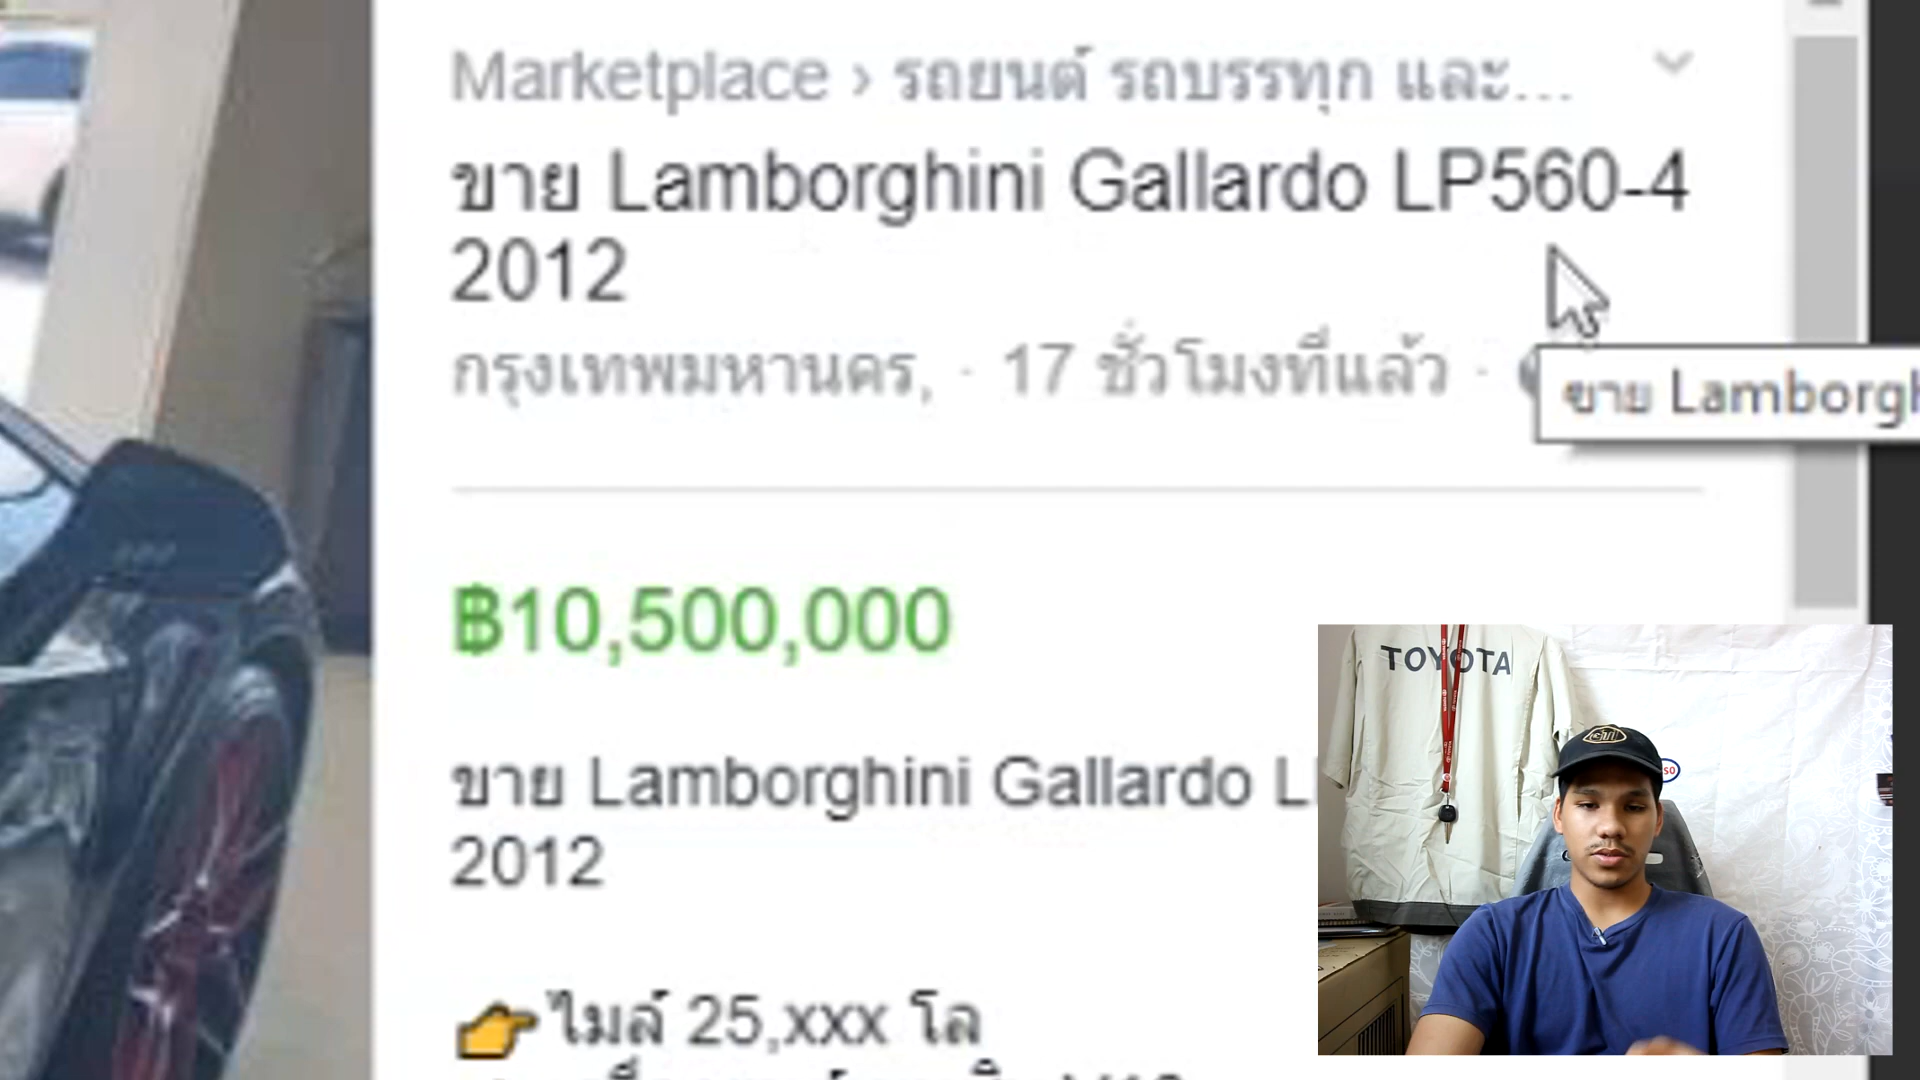 Marketplace › รถยนต์ รถบรรทุก และ...
ขาย Lamborghini Gallardo LP560-4
2012
กรุงเทพมหานคร, · 17 ชั่วโมงที่แล้ว ·
ขาย Lamborgh
฿10,500,000
ขาย Lamborghini Gallardo L
2012
👉ไมล์ 25,xxx โล
TOYOTA